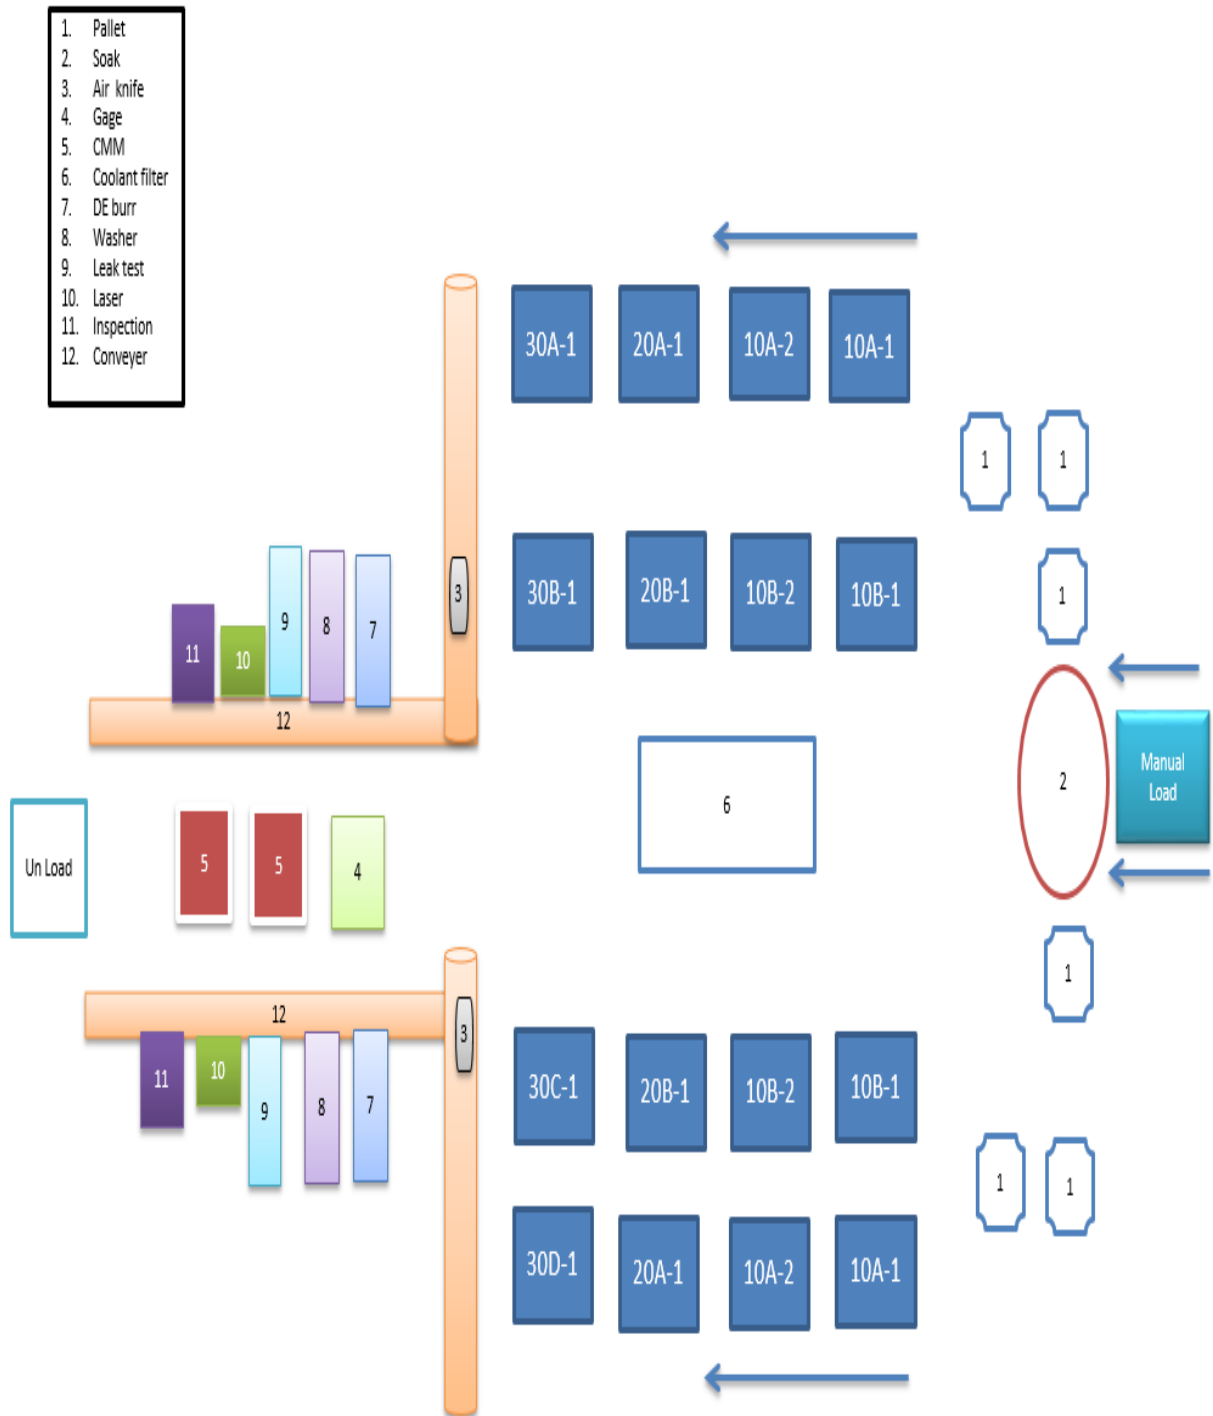 1. Pallet
2. Soak
3. Air knife
4. Gage
5. CMM
6. Coolant filter
7. DE burr
8. Washer
9. Leak test
10. Laser
11. Inspection
12. Conveyer
30A-1 20A-1 10A-2 10A-1
1 1
30B-1 20B-1 10B-2 10B-1
1
3
11 10 9 8 7
12
6
2
Manual
Load
Un Load
5 5 4
1
12
3
11 10 9 8 7
30C-1 20B-1 10B-2 10B-1
1 1
30D-1 20A-1 10A-2 10A-1